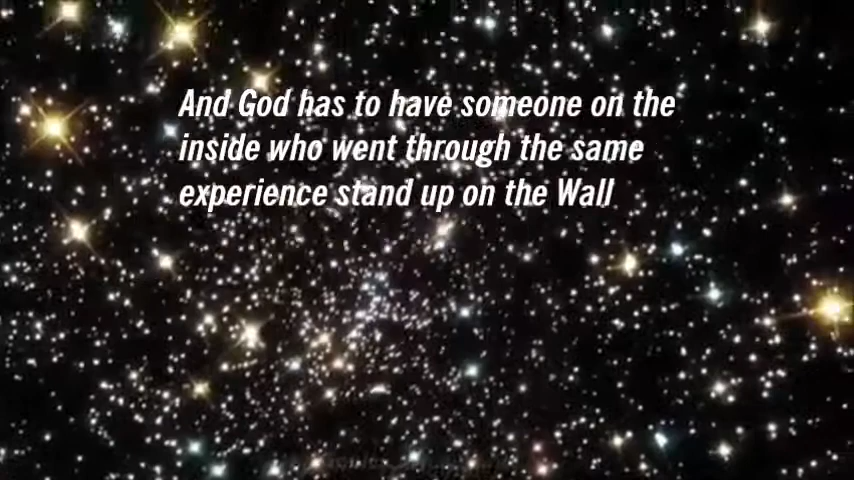 And God has to have someone on the
inside who went through the same
experience stand up on the Wall